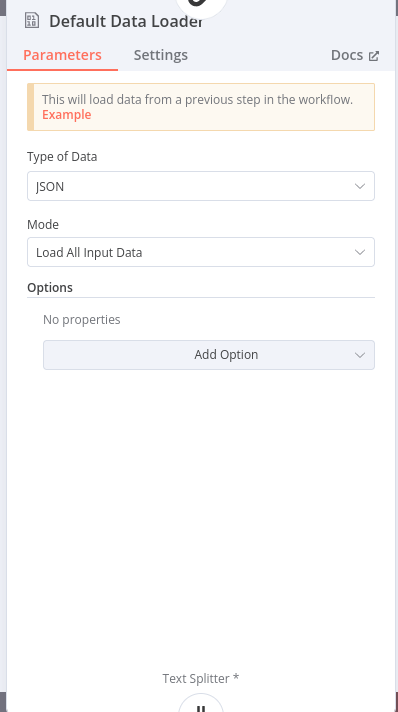 Default Data Loader
Parameters
Settings
Docs
This will load data from a previous step in the workflow.
Example
Type of Data
JSON
Mode
Load All Input Data
Options
No properties
Add Option
Text Splitter *